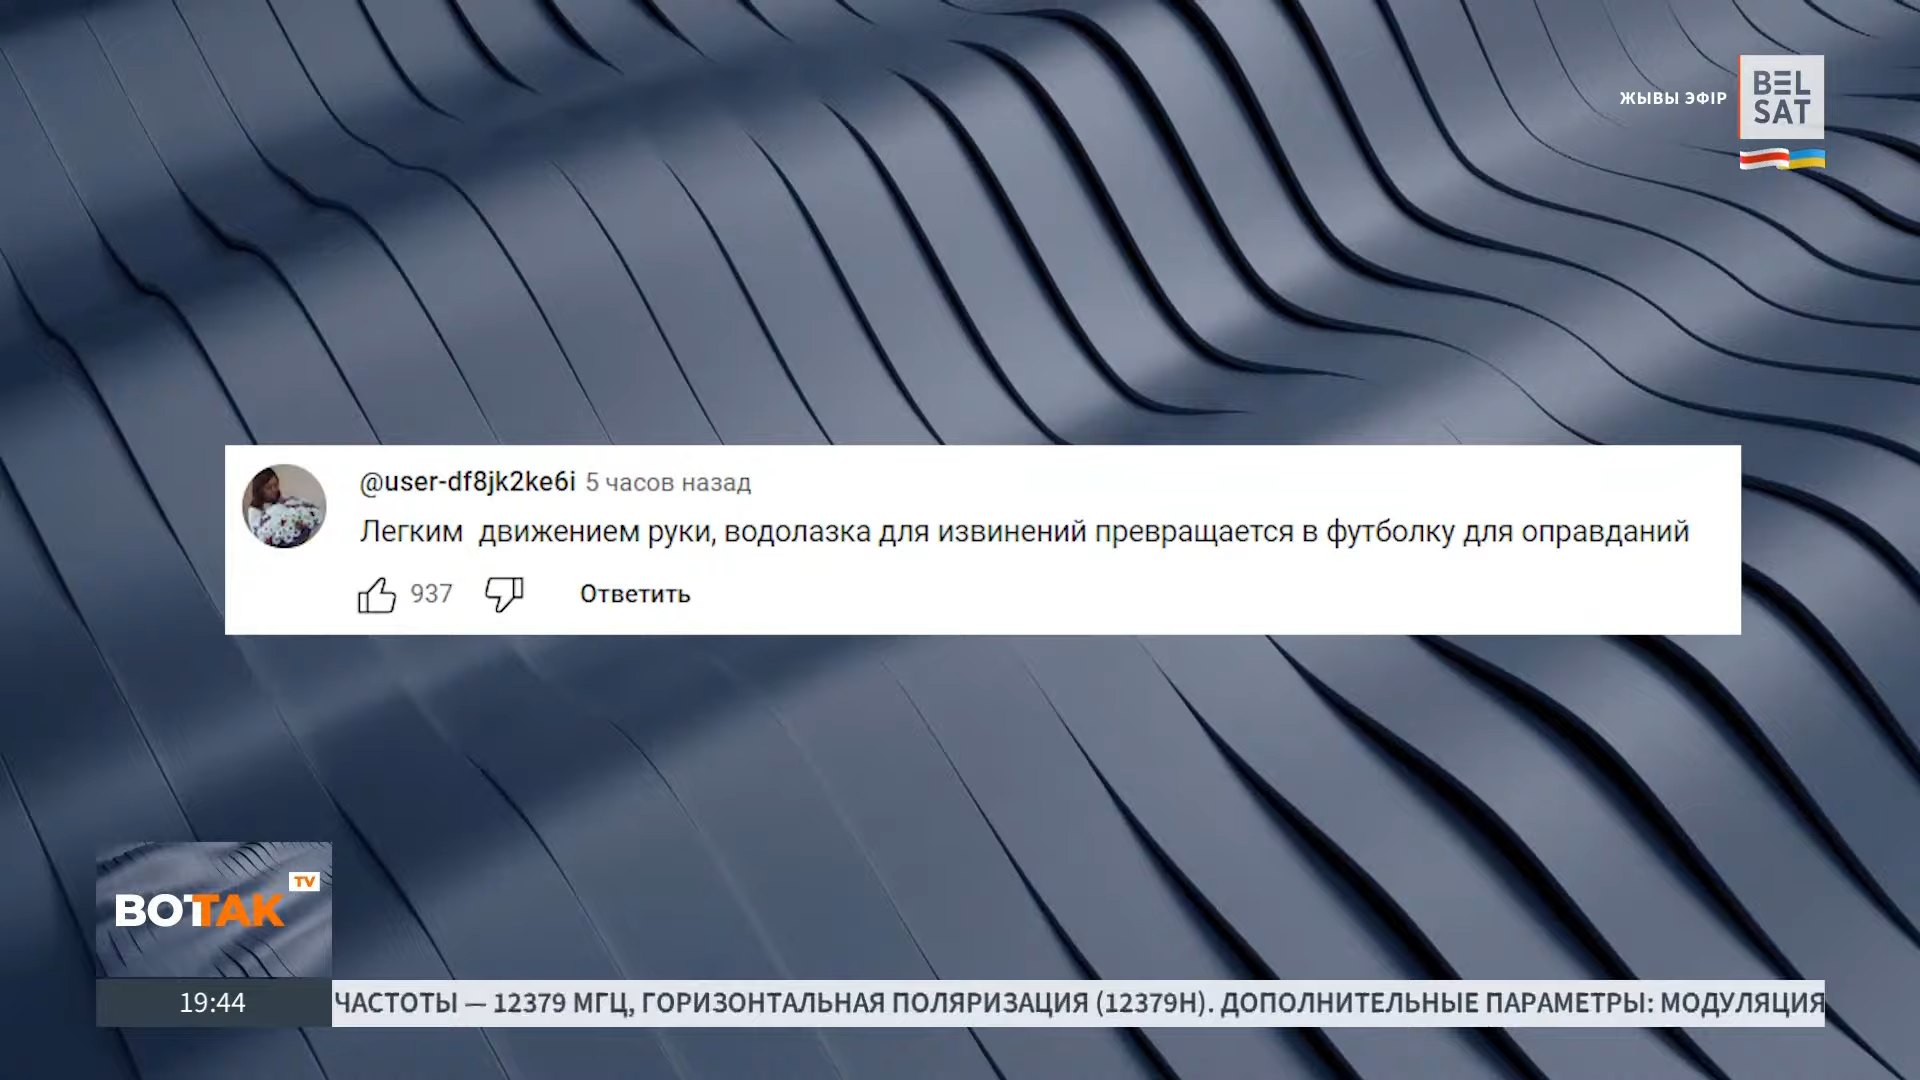 ЖЫВЫ ЭФІР
BEL
SAT
@user-df8jk2ke6i 5 часов назад
Легким движением руки, водолазка для извинений превращается в футболку для оправданий
937 Ответить
ВОТТАК TV
19:44
ЧАСТОТЫ — 12379 МГЦ, ГОРИЗОНТАЛЬНАЯ ПОЛЯРИЗАЦИЯ (12379H). ДОПОЛНИТЕЛЬНЫЕ ПАРАМЕТРЫ: МОДУЛЯЦИЯ